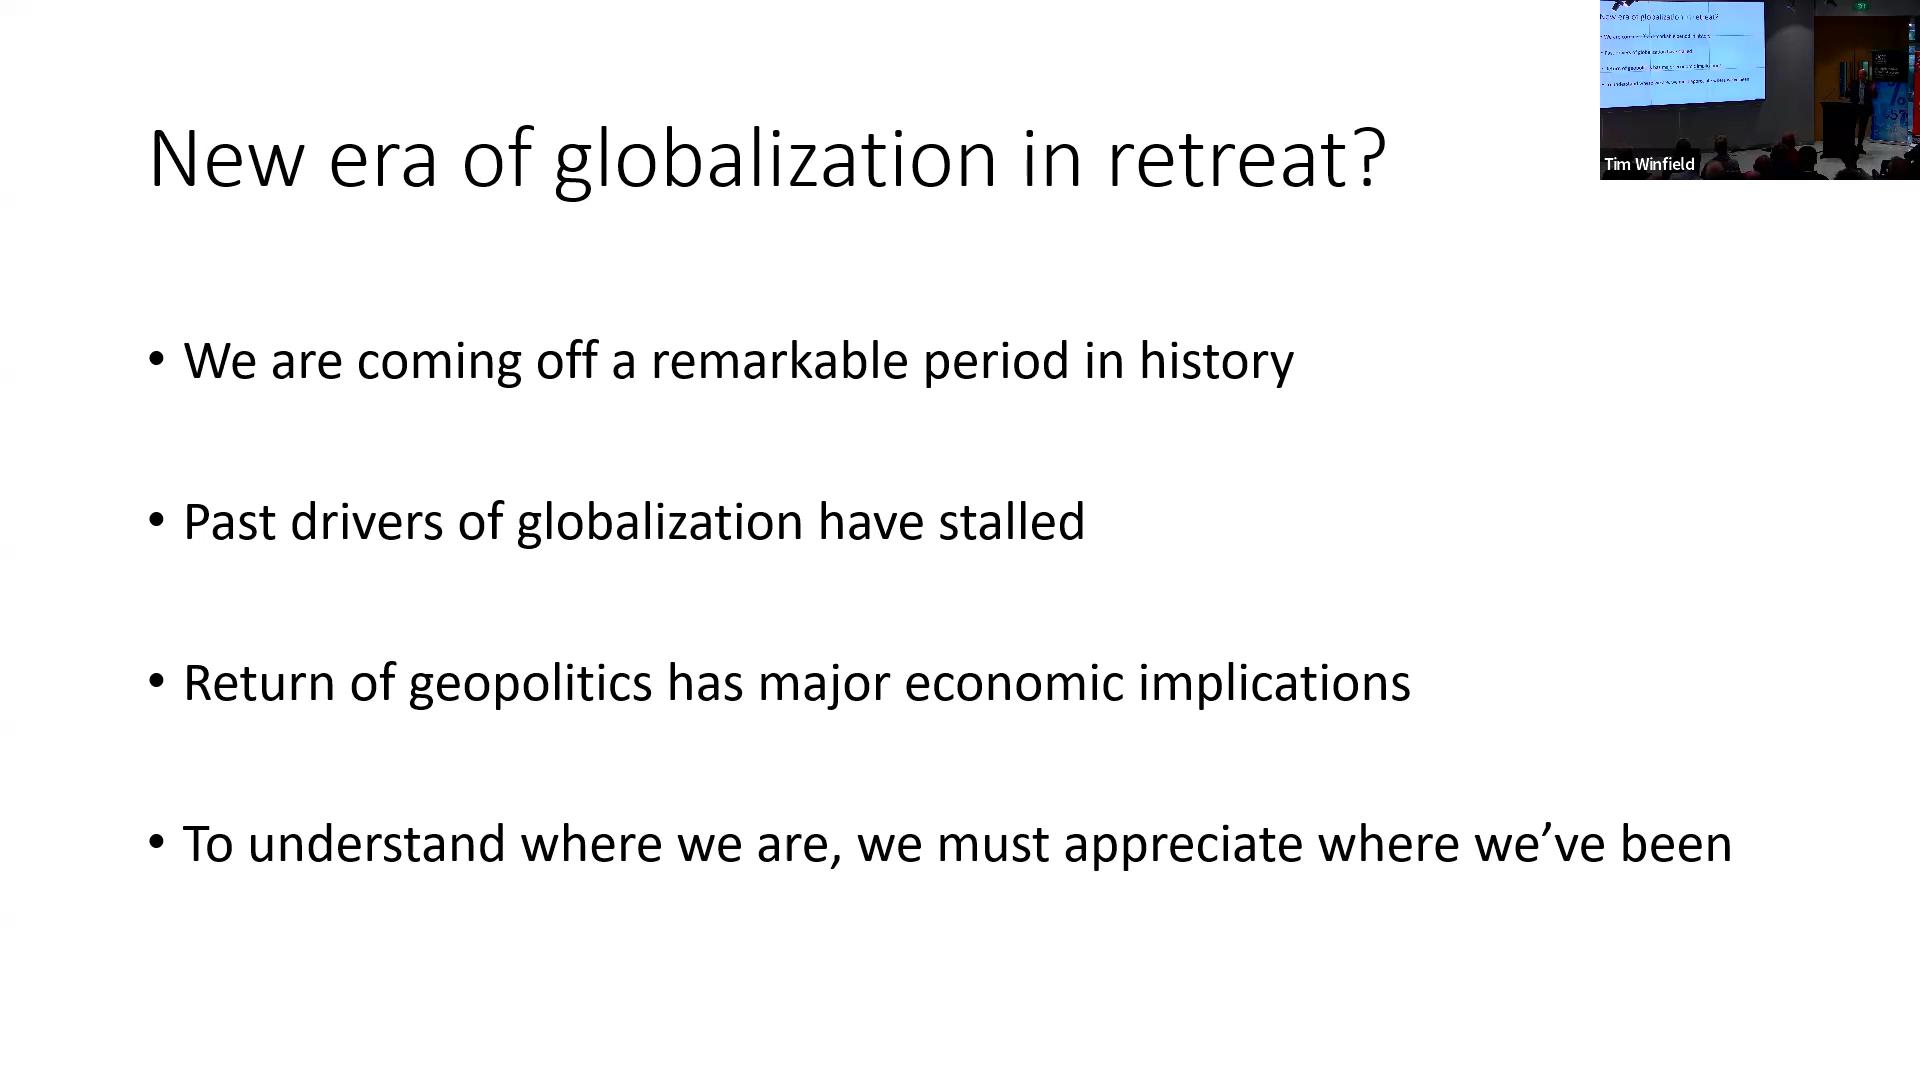 New era of globalization in retreat?
• We are coming off a remarkable period in history
• Past drivers of globalization have stalled
• Return of geopolitics has major economic implications
• To understand where we are, we must appreciate where we’ve been
Tim Winfield